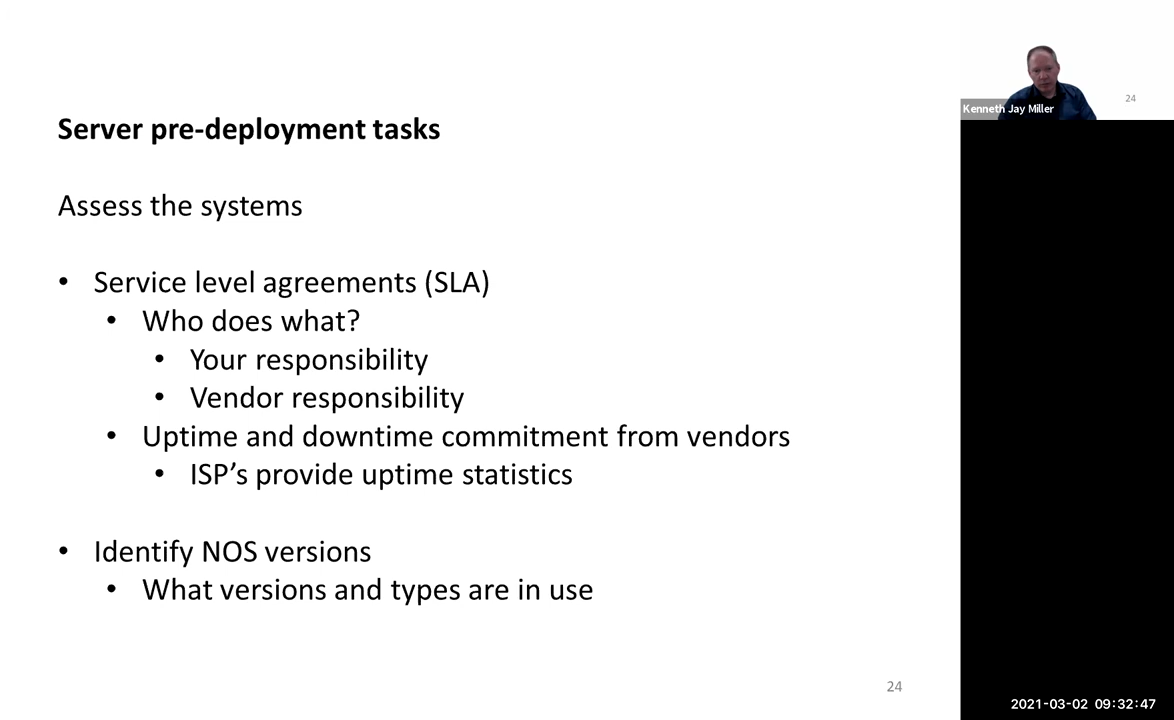 Server pre-deployment tasks
Assess the systems
• Service level agreements (SLA)
• Who does what?
• Your responsibility
• Vendor responsibility
• Uptime and downtime commitment from vendors
• ISP’s provide uptime statistics
• Identify NOS versions
• What versions and types are in use
24
24
Kenneth Jay Miller
2021-03-02 09:32:47